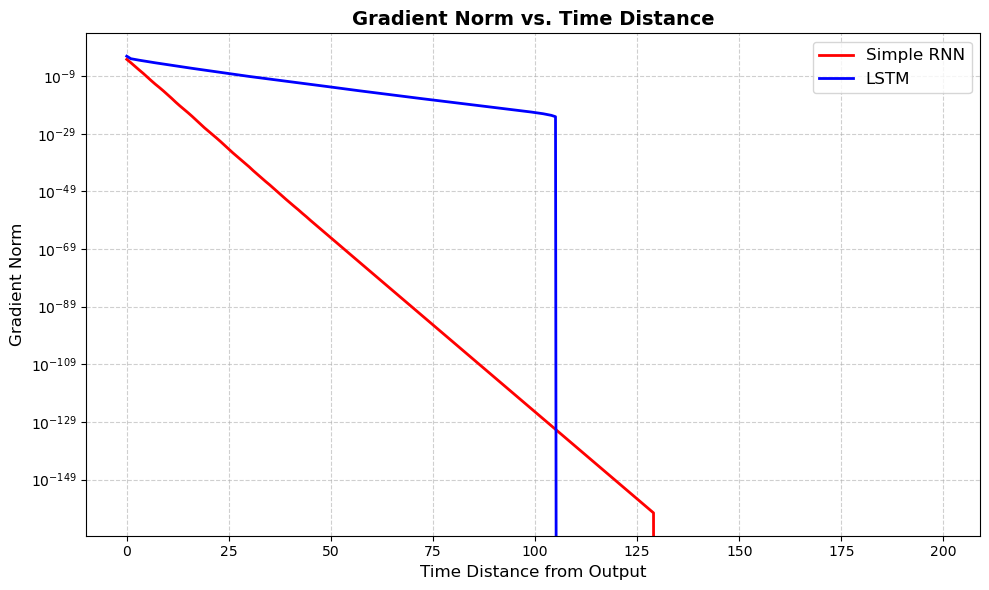 Gradient Norm vs. Time Distance
Simple RNN
LSTM
Gradient Norm
10⁻⁹
10⁻²⁹
10⁻⁴⁹
10⁻⁶⁹
10⁻⁸⁹
10⁻¹⁰⁹
10⁻¹²⁹
10⁻¹⁴⁹
0 25 50 75 100 125 150 175 200
Time Distance from Output